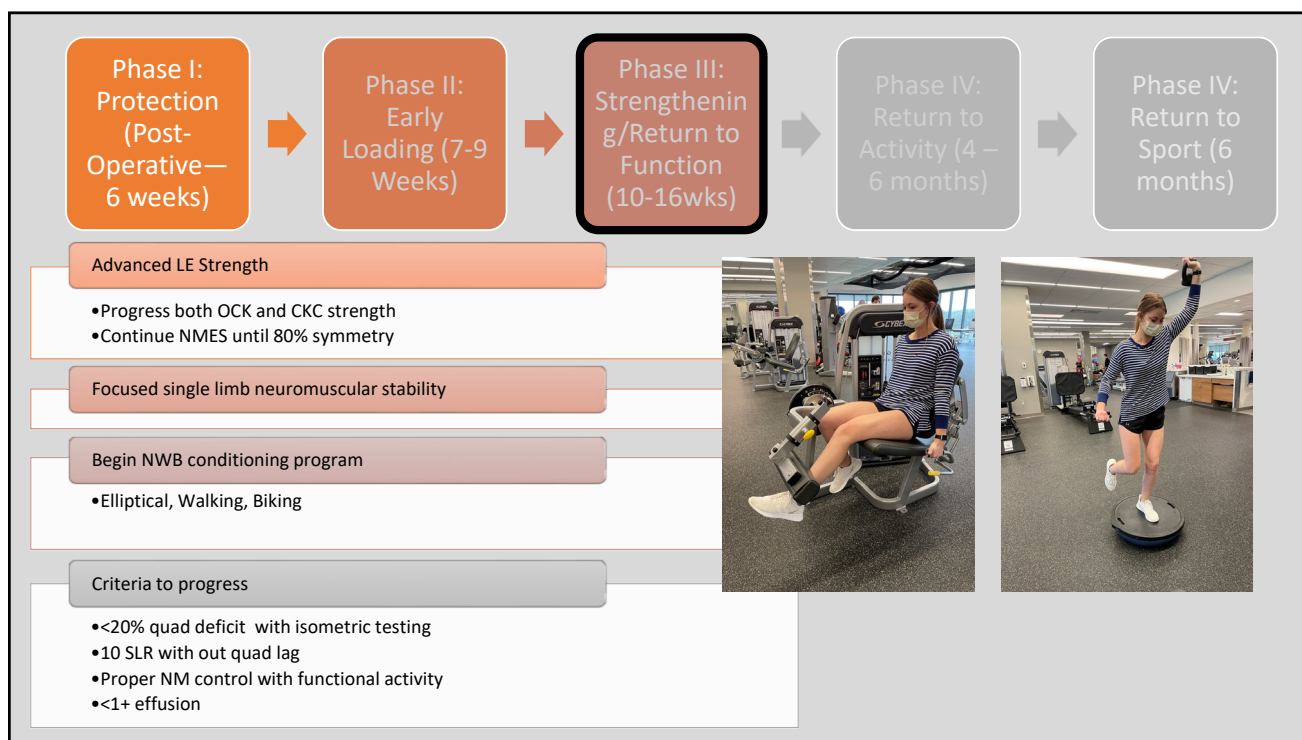 Phase I:
Protection
(Post-
Operative—
6 weeks)
Phase II:
Early
Loading (7-9
Weeks)
Phase III:
Strengthenin
g/Return to
Function
(10-16wks)
Phase IV:
Return to
Activity (4 –
6 months)
Phase IV:
Return to
Sport (6
months)
Advanced LE Strength
•Progress both OCK and CKC strength
•Continue NMES until 80% symmetry
Focused single limb neuromuscular stability
Begin NWB conditioning program
•Elliptical, Walking, Biking
Criteria to progress
•<20% quad deficit with isometric testing
•10 SLR with out quad lag
•Proper NM control with functional activity
•<1+ effusion
CYBEX